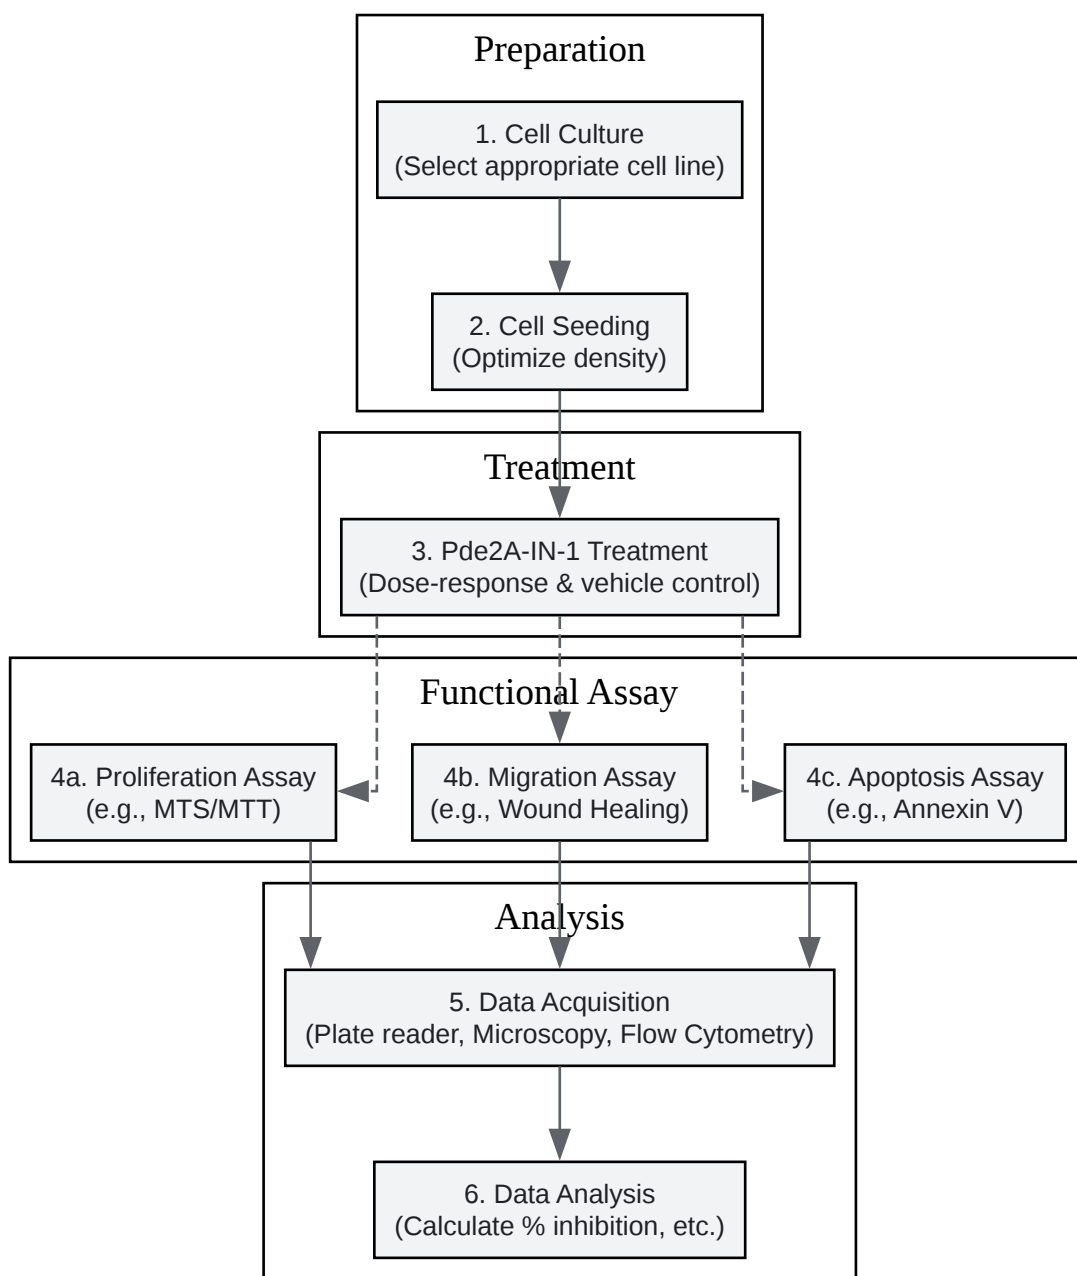 Preparation
1. Cell Culture
(Select appropriate cell line)
2. Cell Seeding
(Optimize density)
Treatment
3. Pde2A-IN-1 Treatment
(Dose-response & vehicle control)
Functional Assay
4a. Proliferation Assay
(e.g., MTS/MTT)
4b. Migration Assay
(e.g., Wound Healing)
4c. Apoptosis Assay
(e.g., Annexin V)
Analysis
5. Data Acquisition
(Plate reader, Microscopy, Flow Cytometry)
6. Data Analysis
(Calculate % inhibition, etc.)